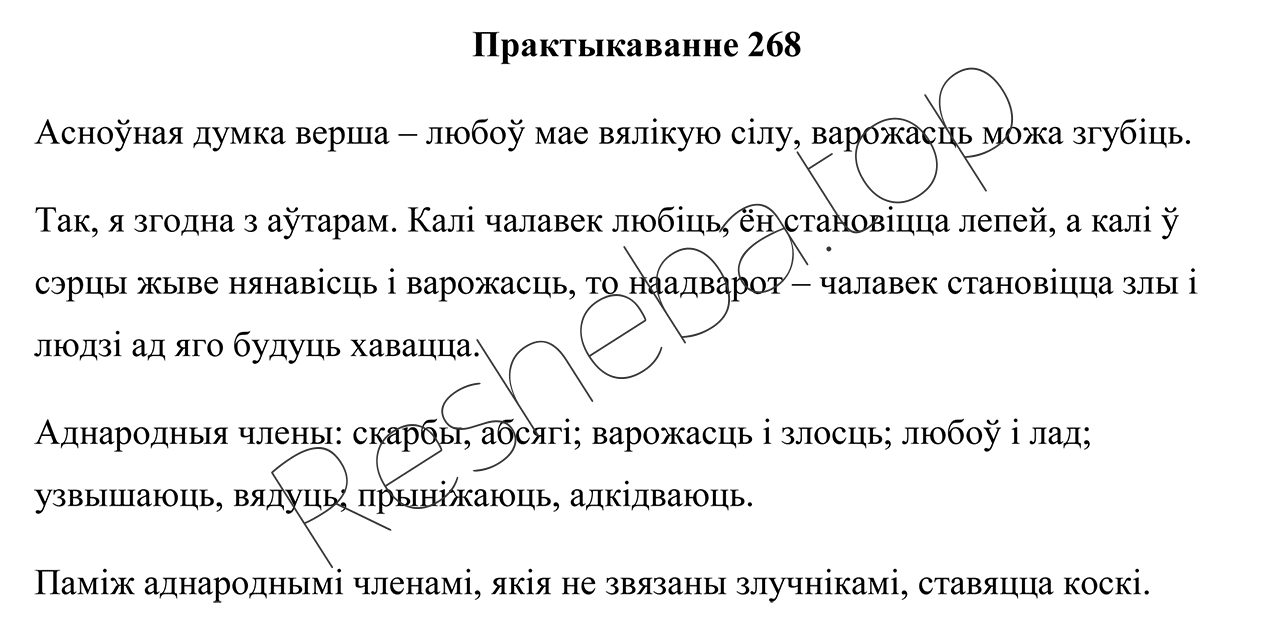 Практыкаванне 268
Асноўная думка верша – любоў мае вялікую сілу, варожасць можа згубіць.
Так, я згодна з аўтарам. Калі чалавек любіць, ён становіцца лепей, а калі ў
сэрцы жыве нянавісць і варожасць, то наадварот – чалавек становіцца злы і
людзі ад яго будуць хавацца.
Аднародныя члены: скарбы, абсягі; варожасць і злосць; любоў і лад;
узвышаюць, вядуць; прыніжаюць, адкідваюць.
Паміж аднароднымі членамі, якія не звязаны злучнікамі, ставяцца коскі.
Resheba.top